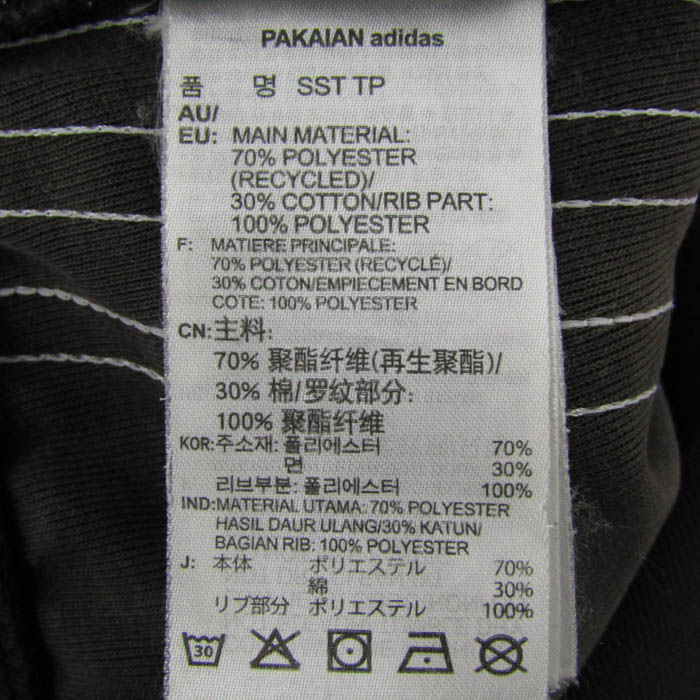 PAKAIAN adidas
품 명 SST TP
AU/
EU: MAIN MATERIAL:
70% POLYESTER
(RECYCLED)/
30% COTTON/RIB PART:
100% POLYESTER
F: MATIERE PRINCIPALE:
70% POLYESTER (RECYCLÉ)/
30% COTON/EMPIECEMENT EN BORD
COTE: 100% POLYESTER
CN:主料:
70% 聚酯纤维(再生聚酯)/
30% 棉/罗纹部分:
100% 聚酯纤维
KOR:주소재: 폴리에스터 70%
면 30%
리브부분: 폴리에스터 100%
IND:MATERIAL UTAMA: 70% POLYESTER
HASIL DAUR ULANG/30% KATUN/
BAGIAN RIB: 100% POLYESTER
J: 本体 ポリエステル 70%
綿 30%
リブ部分 ポリエステル 100%
30